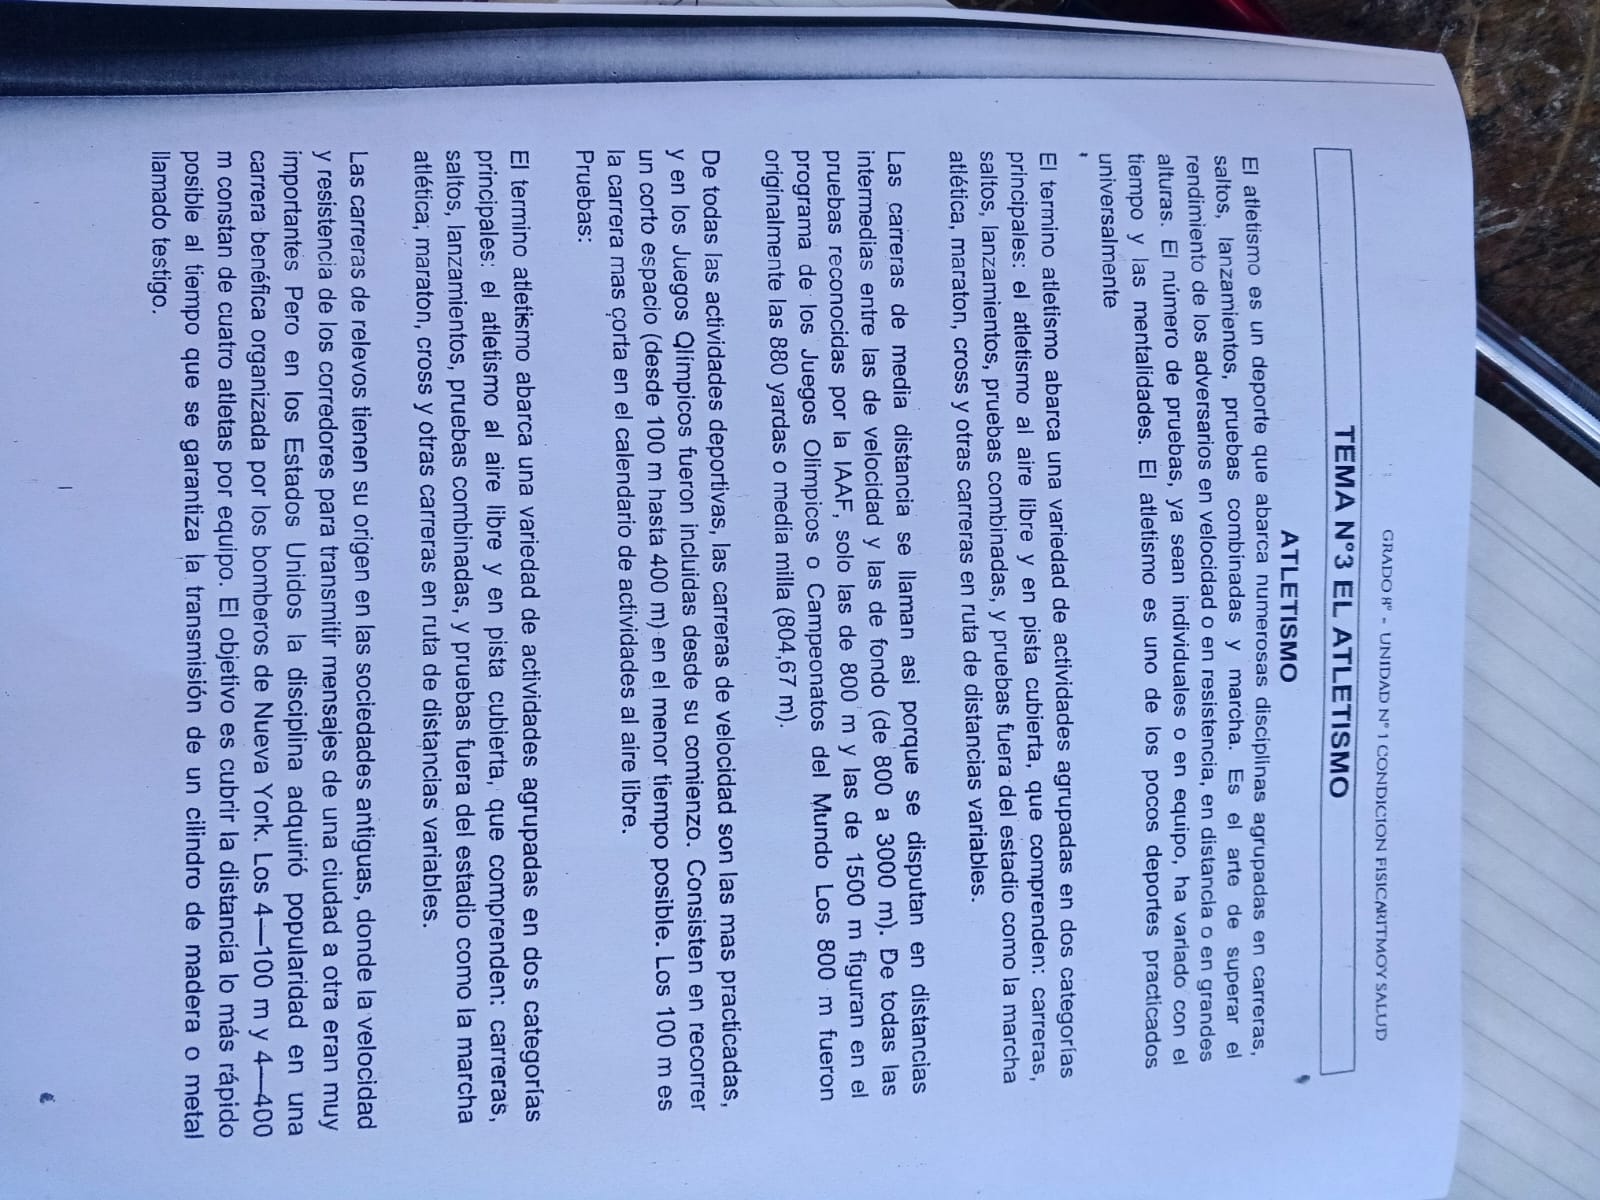 GRADO 8º - UNIDAD Nº 1 CONDICION FISICARITMOY SALUD
TEMA Nº3 EL ATLETISMO
ATLETISMO
El atletismo es un deporte que abarca numerosas disciplinas agrupadas en carreras,
saltos, lanzamientos, pruebas combinadas y marcha. Es el arte de superar el
rendimiento de los adversarios en velocidad o en resistencia, en distancia o en grandes
alturas. El número de pruebas, ya sean individuales o en equipo, ha variado con el
tiempo y las mentalidades. El atletismo es uno de los pocos deportes practicados
universalmente
El termino atletismo abarca una variedad de actividades agrupadas en dos categorías
principales: el atletismo al aire libre y en pista cubierta, que comprenden: carreras,
saltos, lanzamientos, pruebas combinadas, y pruebas fuera del estadio como la marcha
atlética, maraton, cross y otras carreras en ruta de distancias variables.
Las carreras de media distancia se llaman asi porque se disputan en distancias
intermedias entre las de velocidad y las de fondo (de 800 a 3000 m). De todas las
pruebas reconocidas por la IAAF, solo las de 800 m y las de 1500 m figuran en el
programa de los Juegos Olimpicos o Campeonatos del Mundo Los 800 m fueron
originalmente las 880 yardas o media milla (804,67 m).
De todas las actividades deportivas, las carreras de velocidad son las mas practicadas,
y en los Juegos Olímpicos fueron incluidas desde su comienzo. Consisten en recorrer
un corto espacio (desde 100 m hasta 400 m) en el menor tiempo posible. Los 100 m es
la carrera mas corta en el calendario de actividades al aire libre.
Pruebas:
El termino atletismo abarca una variedad de actividades agrupadas en dos categorías
principales: el atletismo al aire libre y en pista cubierta, que comprenden: carreras,
saltos, lanzamientos, pruebas combinadas, y pruebas fuera del estadio como la marcha
atlética, maraton, cross y otras carreras en ruta de distancias variables.
Las carreras de relevos tienen su origen en las sociedades antiguas, donde la velocidad
y resistencia de los corredores para transmitir mensajes de una ciudad a otra eran muy
importantes Pero en los Estados Unidos la disciplina adquirió popularidad en una
carrera benéfica organizada por los bomberos de Nueva York. Los 4—100 m y 4—400
m constan de cuatro atletas por equipo. El objetivo es cubrir la distancia lo más rápido
posible al tiempo que se garantiza la transmisión de un cilindro de madera o metal
llamado testigo.